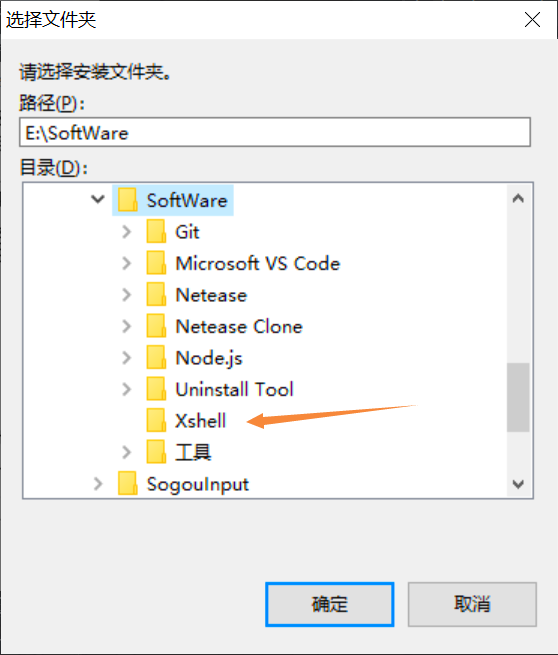 选择文件夹
请选择安装文件夹。
路径(P):
E:\SoftWare
目录(D):
SoftWare
Git
Microsoft VS Code
Netease
Netease Clone
Node.js
Uninstall Tool
Xshell
工具
SogouInput
确定 取消